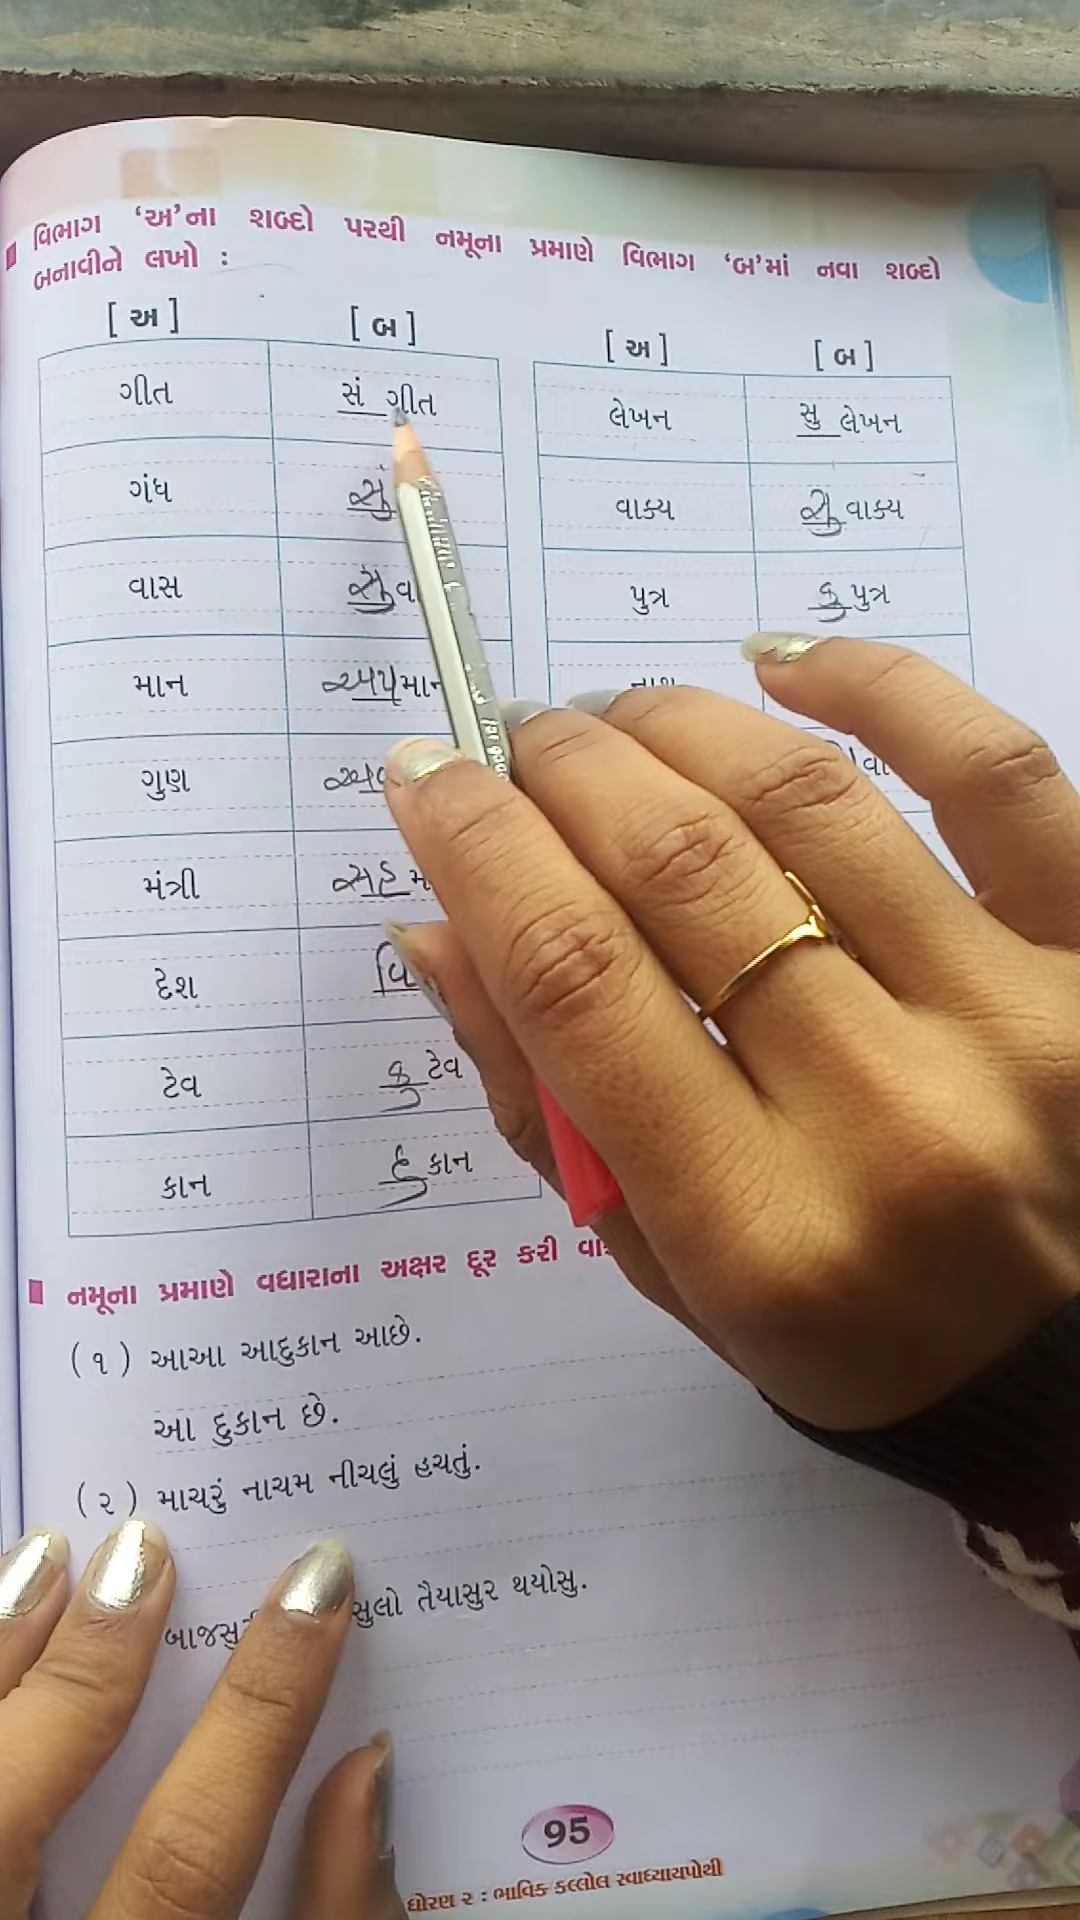 વિભાગ ‘અ’ના શબ્દો પરથી નમૂના પ્રમાણે વિભાગ ‘બ’માં નવા શબ્દો
બનાવીને લખો :
[ અ ] [ બ ]
ગીત સં ગીત
ગંધ
વાસ
માન અપમાન
ગુણ
મંત્રી સહ
દેશ વિ
ટેવ કુટેવ
કાન દુકાન
[ અ ] [ બ ]
લેખન સુ લેખન
વાક્ય સુવાક્ય
પુત્ર કુપુત્ર
નમૂના પ્રમાણે વધારાના અક્ષર દૂર કરી
(૧) આઆ આદુકાન આછે.
આ દુકાન છે.
(૨) માચરું નાચમ નીચલું હચતું.
સુલો તૈયાસુર થયોસુ.
95
ધોરણ ૨ : ભાવિક કલ્લોલ સ્વાધ્યાયપોથી